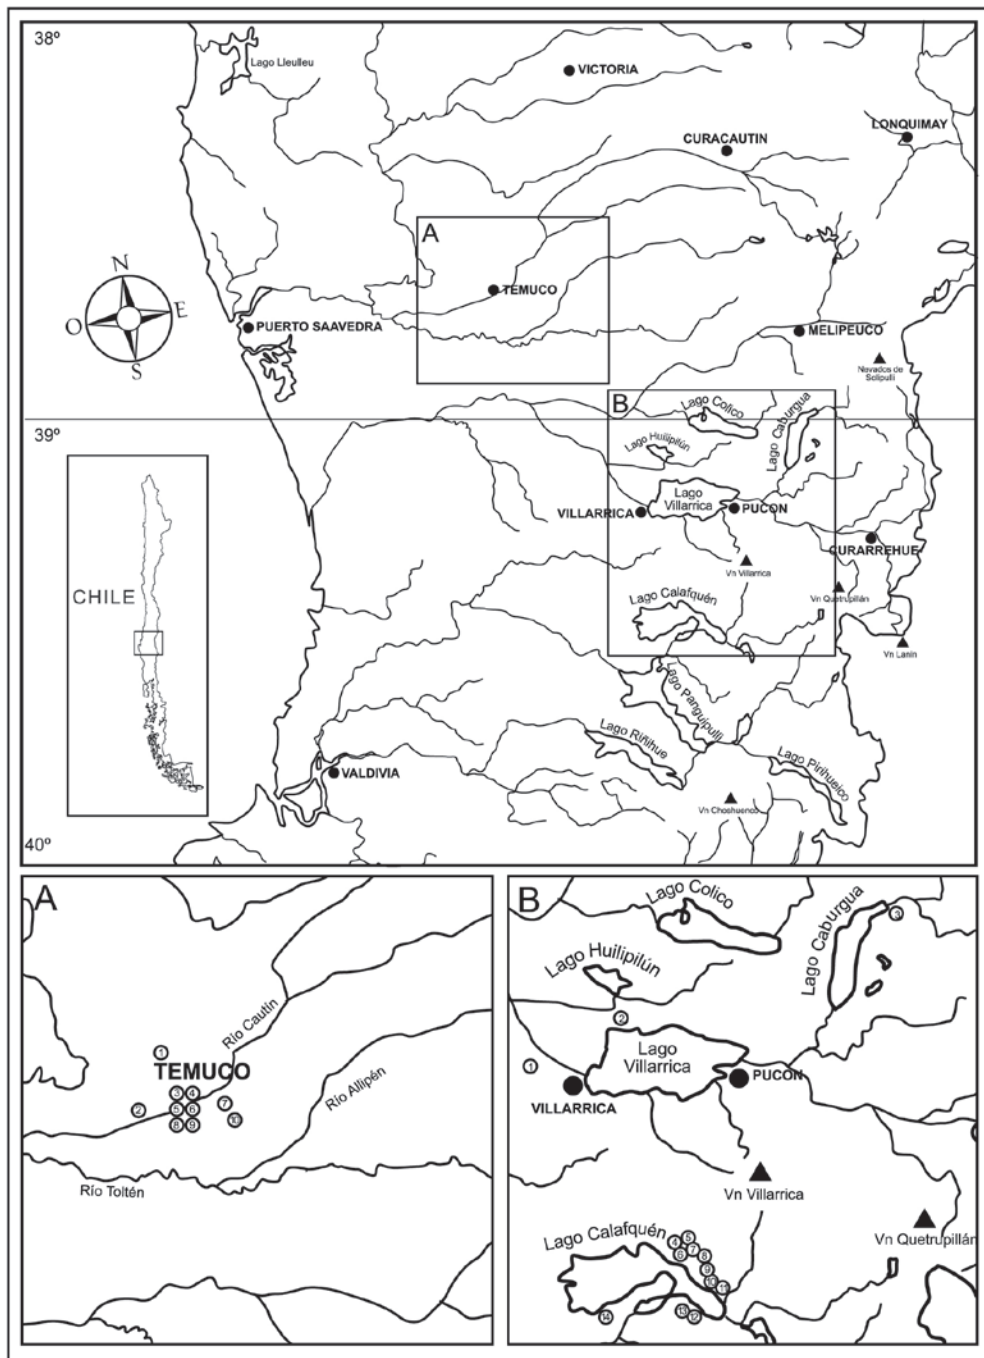 38º
Lago Lleulleu
VICTORIA
CURACAUTIN
LONQUIMAY
A
TEMUCO
N
E
O
S
PUERTO SAAVEDRA
MELIPEUCO
Nevados de
Solipulli
39º
B
Lago Colico
Lago Caburgua
Lago Huilipilún
Lago
Villarrica
VILLARRICA
PUCON
CURARREHUE
Vn Villarrica
Vn Quetrupillán
Lago Calafquén
Vn Lanín
CHILE
Lago Panguipulli
Lago Riñihue
Lago Pirihueico
VALDIVIA
Vn Choshuenco
40º
A
Río Cautín
1
TEMUCO
3 4
2 5 6 7
8 9 10
Río Allipén
Río Toltén
B
Lago Colico
Lago Caburgua
3
Lago Huilipilún
2
Lago
Villarrica
1
PUCON
VILLARRICA
Vn Villarrica
Vn Quetrupillán
Lago Calafquén
4 5
6 7 8
9
10 11
14 13 12